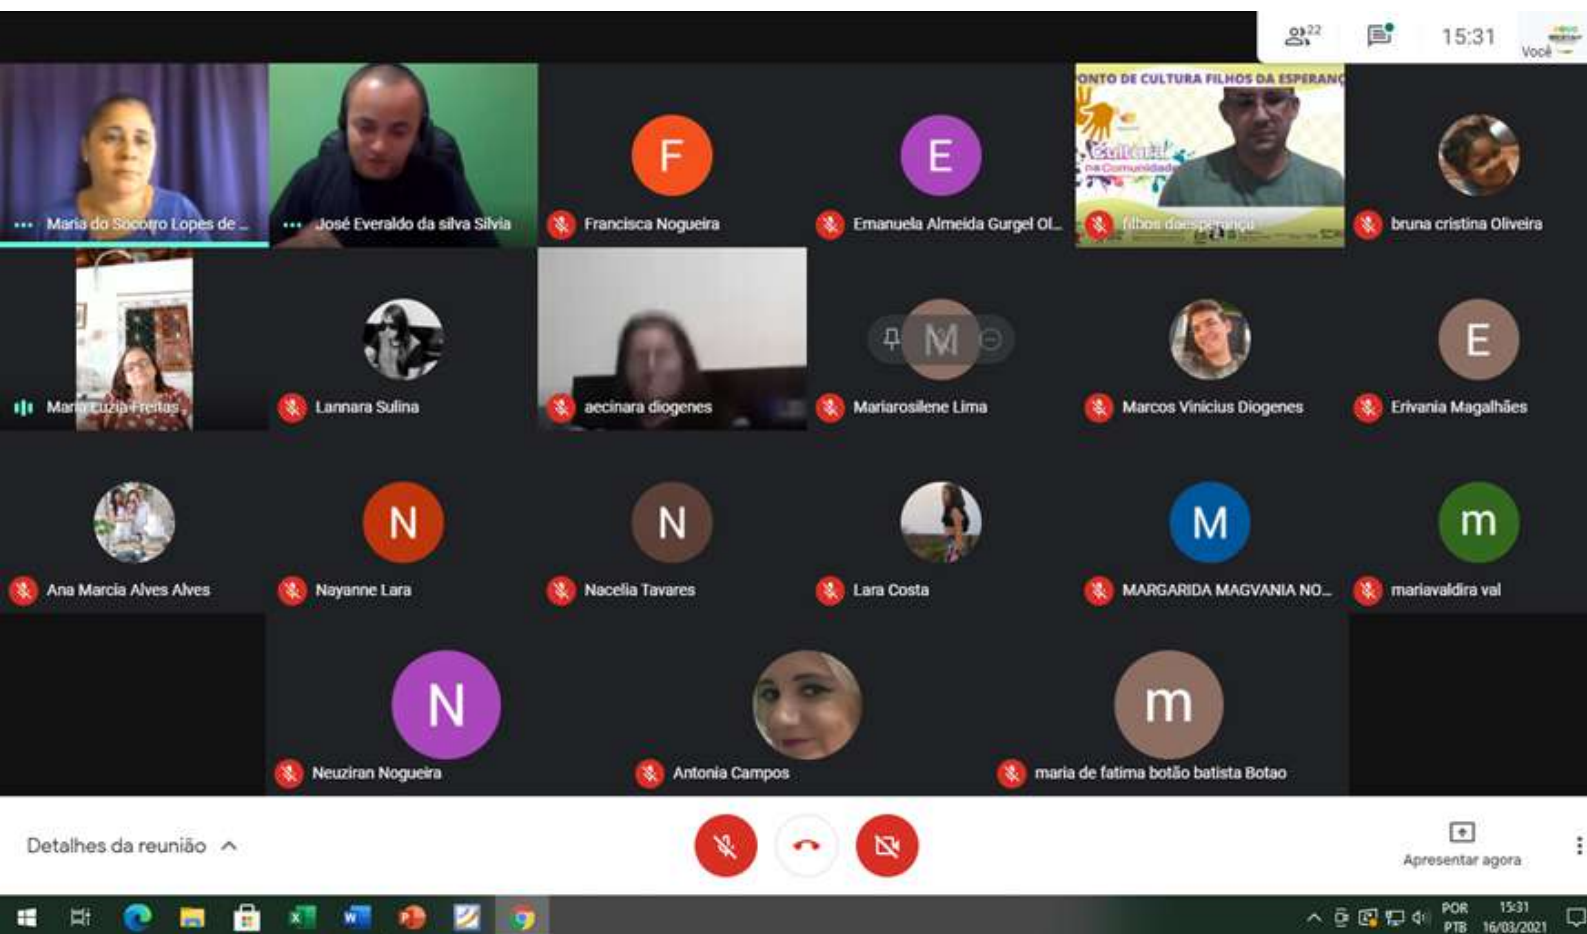 22
15:31
Você
PONTO DE CULTURA FILHOS DA ESPERANÇ
Cultura
na Comunidade
Maria do Socorro Lopes de ...
José Everaldo da silva Silvia
F
Francisca Nogueira
E
Emanuela Almeida Gurgel Ol...
filhos daesperança
bruna cristina Oliveira
Maria Luzia Freitas
Lannara Sulina
aecinara diogenes
M
Mariarosilene Lima
Marcos Vinicius Diogenes
E
Erivania Magalhães
Ana Marcia Alves Alves
N
Nayanne Lara
N
Nacelia Tavares
Lara Costa
M
MARGARIDA MAGVANIA NO...
m
mariavaldira val
N
Neuziran Nogueira
Antonia Campos
m
maria de fatima botão batista Botao
Detalhes da reunião
Apresentar agora
POR
PTB
15:31
16/03/2021